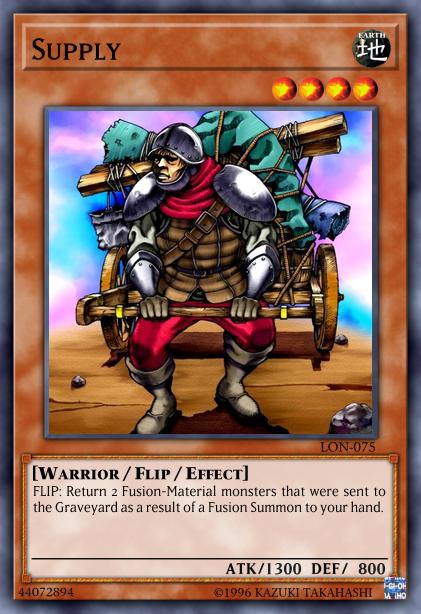 Supply
EARTH
地
LON-075
[Warrior / Flip / Effect]
FLIP: Return 2 Fusion-Material monsters that were sent to
the Graveyard as a result of a Fusion Summon to your hand.
ATK/1300 DEF/ 800
44072894
©1996 KAZUKI TAKAHASHI